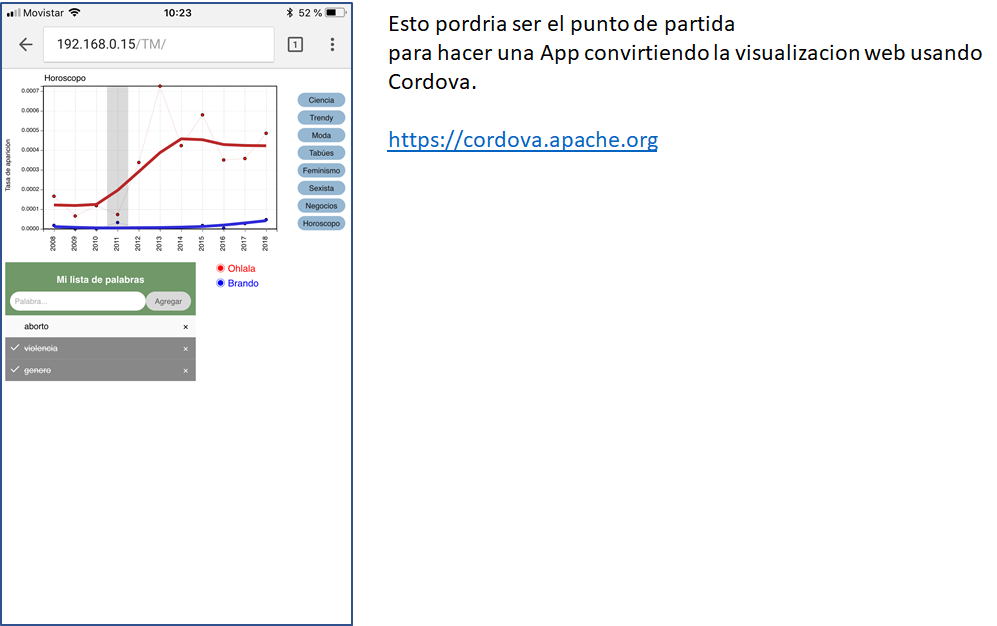 Movistar 10:23 52 %
192.168.0.15/TM/ 1
Horoscopo
Tasa de aparición
0.0007
0.0006
0.0005
0.0004
0.0003
0.0002
0.0001
0.0000
2008 2009 2010 2011 2012 2013 2014 2015 2016 2017 2018
Ciencia
Trendy
Moda
Tabúes
Feminismo
Sexista
Negocios
Horoscopo
Ohlala
Brando
Mi lista de palabras
Palabra... Agregar
aborto ×
violencia ×
genero ×
Esto pordria ser el punto de partida
para hacer una App convirtiendo la visualizacion web usando
Cordova.
https://cordova.apache.org